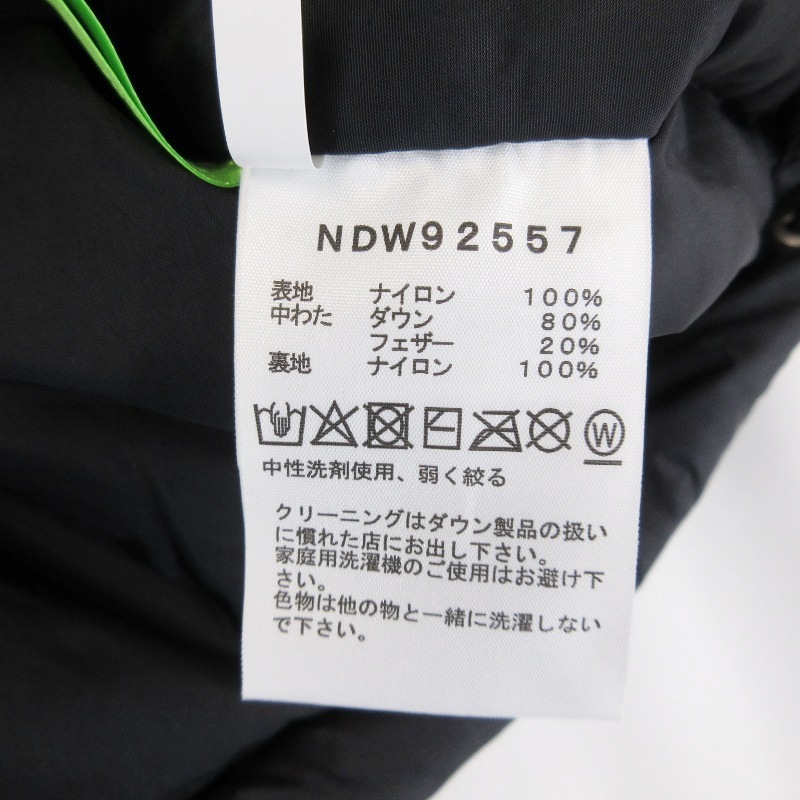 NDW92557
表地 ナイロン 100%
中わた ダウン 80%
フェザー 20%
裏地 ナイロン 100%
W
中性洗剤使用、弱く絞る
クリーニングはダウン製品の扱い
に慣れた店にお出し下さい。
家庭用洗濯機のご使用はお避け下
さい。
色物は他の物と一緒に洗濯しない
で下さい。